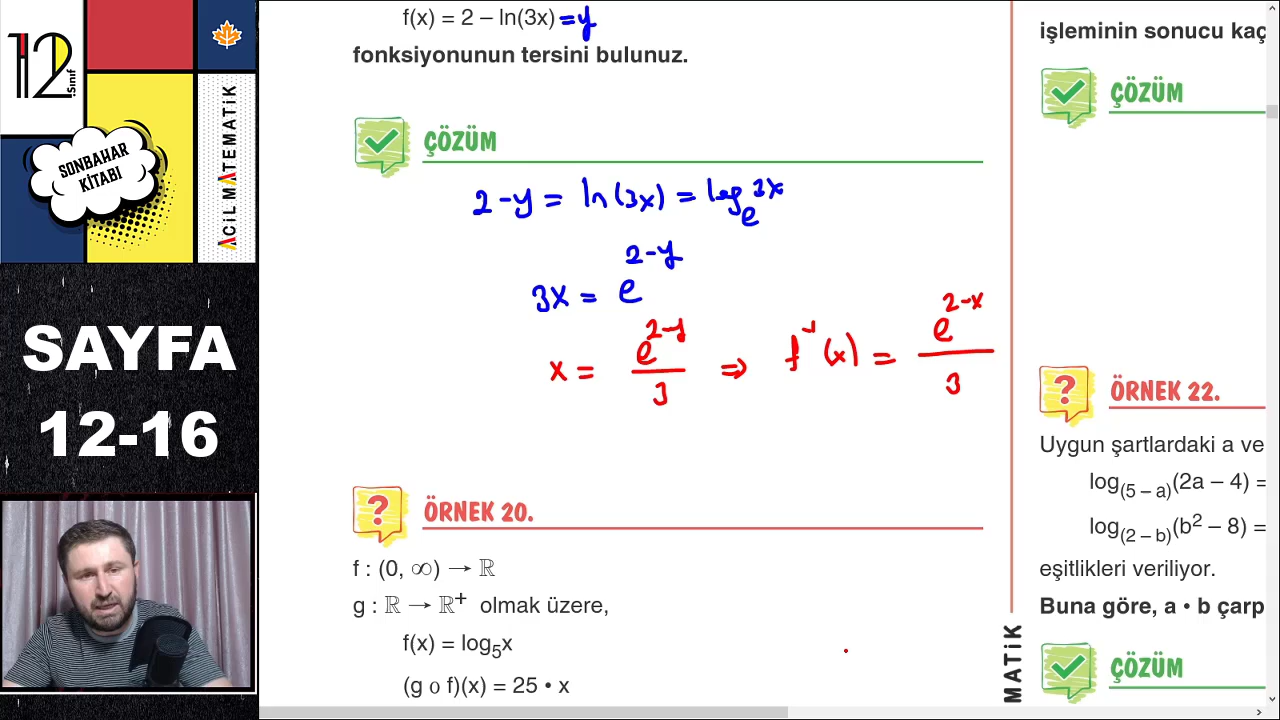 12
.Sınıf
SONBAHAR
KİTABI
ACİLMATEMATİK
SAYFA
12-16
f(x) = 2 – ln(3x) = y
fonksiyonunun tersini bulunuz.
ÇÖZÜM
2-y = ln(3x) = log_e 3x
3x = e^(2-y)
x = e^(2-y)/3 ⇒ f⁻¹(x) = e^(2-x)/3
ÖRNEK 20.
f : (0, ∞) → ℝ
g : ℝ → ℝ⁺ olmak üzere,
f(x) = log₅x
(g o f)(x) = 25 • x
MATİK
işleminin sonucu kaç
ÇÖZÜM
ÖRNEK 22.
Uygun şartlardaki a ve
log₍₅ ₋ ₐ₎(2a – 4) =
log_(2 – b)(b² – 8) =
eşitlikleri veriliyor.
Buna göre, a • b çarp
ÇÖZÜM